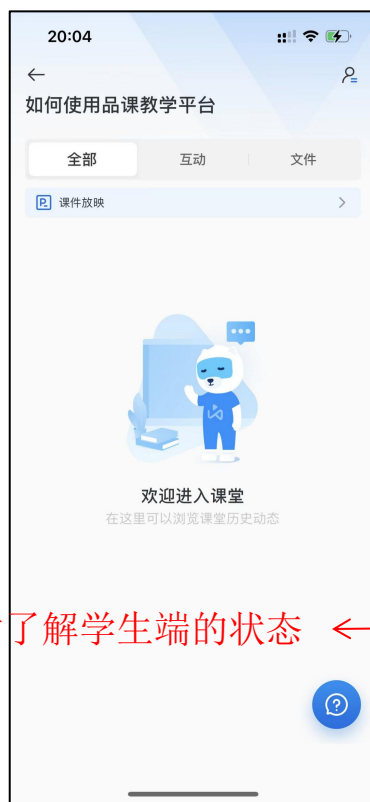 20:04
如何使用品课教学平台
全部 互动 文件
课件放映
欢迎进入课堂
在这里可以浏览课堂历史动态
了解学生端的状态